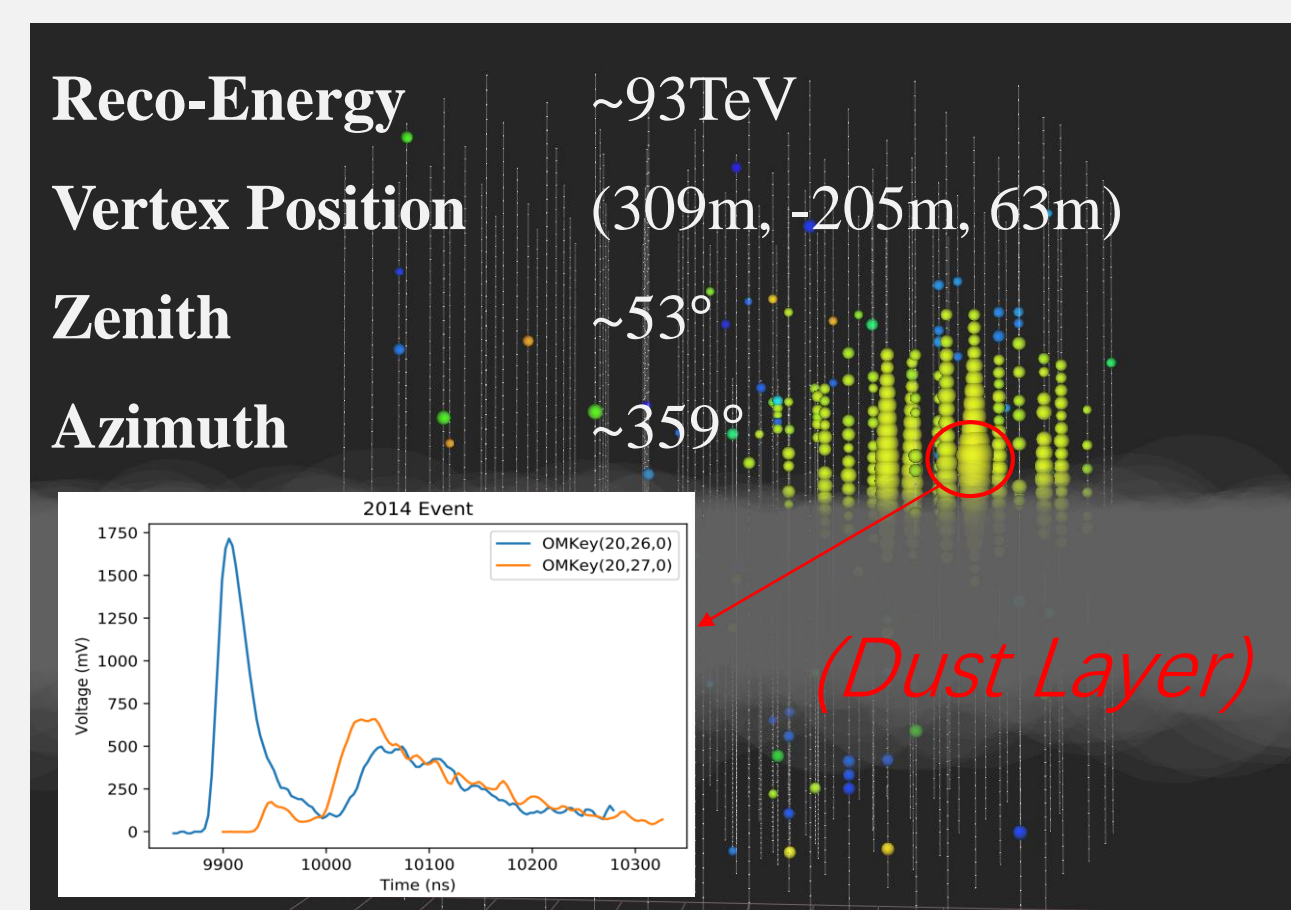 Reco-Energy ~93TeV
Vertex Position (309m, -205m, 63m)
Zenith ~53°
Azimuth ~359°
2014 Event
OMKey(20,26,0)
OMKey(20,27,0)
1750
1500
1250
1000
750
500
250
0
Voltage (mV)
9900 10000 10100 10200 10300
Time (ns)
(Dust Layer)